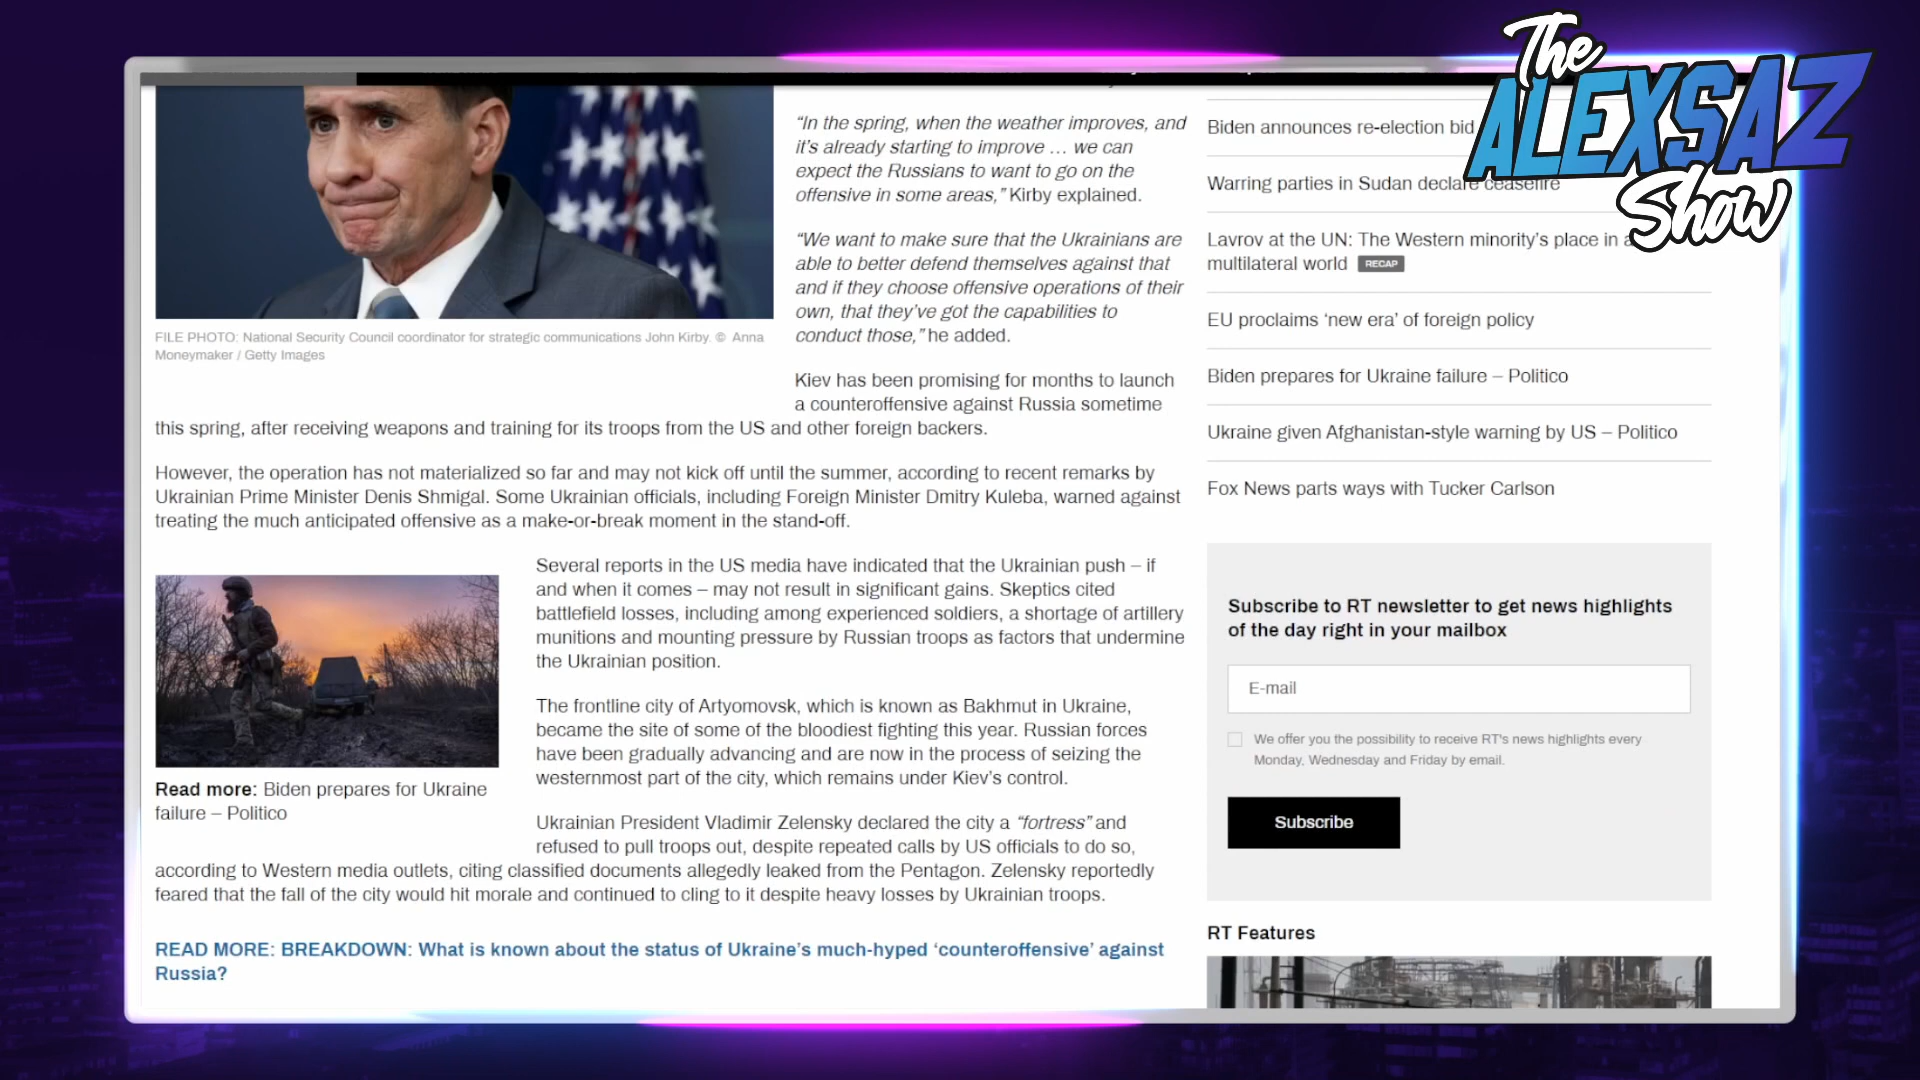 The
ALEXSAZ
Show
“In the spring, when the weather improves, and
it’s already starting to improve … we can
expect the Russians to want to go on the
offensive in some areas,” Kirby explained.
“We want to make sure that the Ukrainians are
able to better defend themselves against that
and if they choose offensive operations of their
own, that they’ve got the capabilities to
conduct those,” he added.
FILE PHOTO: National Security Council coordinator for strategic communications John Kirby. © Anna
Moneymaker / Getty Images
Kiev has been promising for months to launch
a counteroffensive against Russia sometime
this spring, after receiving weapons and training for its troops from the US and other foreign backers.
However, the operation has not materialized so far and may not kick off until the summer, according to recent remarks by
Ukrainian Prime Minister Denis Shmigal. Some Ukrainian officials, including Foreign Minister Dmitry Kuleba, warned against
treating the much anticipated offensive as a make-or-break moment in the stand-off.
Several reports in the US media have indicated that the Ukrainian push – if
and when it comes – may not result in significant gains. Skeptics cited
battlefield losses, including among experienced soldiers, a shortage of artillery
munitions and mounting pressure by Russian troops as factors that undermine
the Ukrainian position.
Read more: Biden prepares for Ukraine
failure – Politico
The frontline city of Artyomovsk, which is known as Bakhmut in Ukraine,
became the site of some of the bloodiest fighting this year. Russian forces
have been gradually advancing and are now in the process of seizing the
westernmost part of the city, which remains under Kiev’s control.
Ukrainian President Vladimir Zelensky declared the city a “fortress” and
refused to pull troops out, despite repeated calls by US officials to do so,
according to Western media outlets, citing classified documents allegedly leaked from the Pentagon. Zelensky reportedly
feared that the fall of the city would hit morale and continued to cling to it despite heavy losses by Ukrainian troops.
READ MORE: BREAKDOWN: What is known about the status of Ukraine’s much-hyped ‘counteroffensive’ against
Russia?
Biden announces re-election bid
Warring parties in Sudan declare ceasefire
Lavrov at the UN: The Western minority’s place in a
multilateral world RECAP
EU proclaims ‘new era’ of foreign policy
Biden prepares for Ukraine failure – Politico
Ukraine given Afghanistan-style warning by US – Politico
Fox News parts ways with Tucker Carlson
Subscribe to RT newsletter to get news highlights
of the day right in your mailbox
E-mail
We offer you the possibility to receive RT's news highlights every
Monday, Wednesday and Friday by email.
Subscribe
RT Features